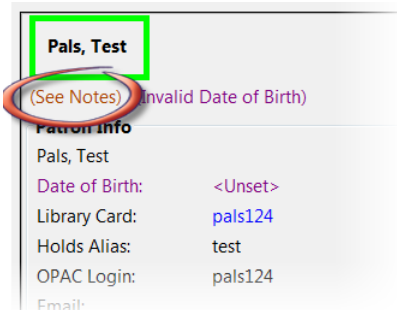 Pals, Test
(See Notes) (Invalid Date of Birth)
Patron Info
Pals, Test
Date of Birth: <Unset>
Library Card: pals124
Holds Alias: test
OPAC Login: pals124
Email: